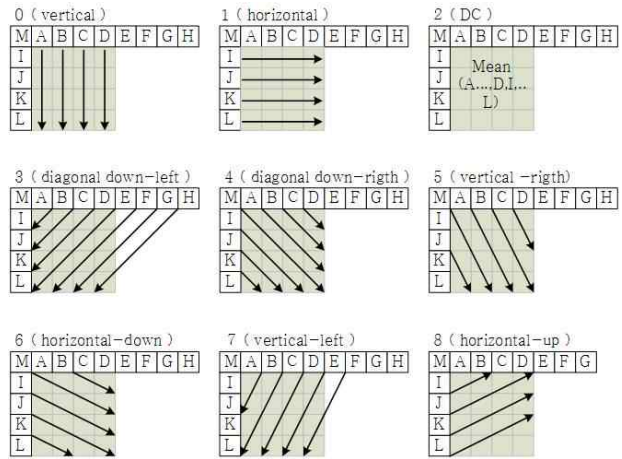 0 ( vertical )
M A B C D E F G H
I
J
K
L
1 ( horizontal )
M A B C D E F G H
I
J
K
L
2 ( DC )
M A B C D E F G H
I
J
K
L
Mean
(A...,D,I,..
L)
3 ( diagonal down-left )
M A B C D E F G H
I
J
K
L
4 ( diagonal down-rigth )
M A B C D E F G H
I
J
K
L
5 ( vertical -rigth)
M A B C D E F G H
I
J
K
L
6 ( horizontal-down )
M A B C D E F G H
I
J
K
L
7 ( vertical-left )
M A B C D E F G H
I
J
K
L
8 ( horizontal-up )
M A B C D E F G
I
J
K
L